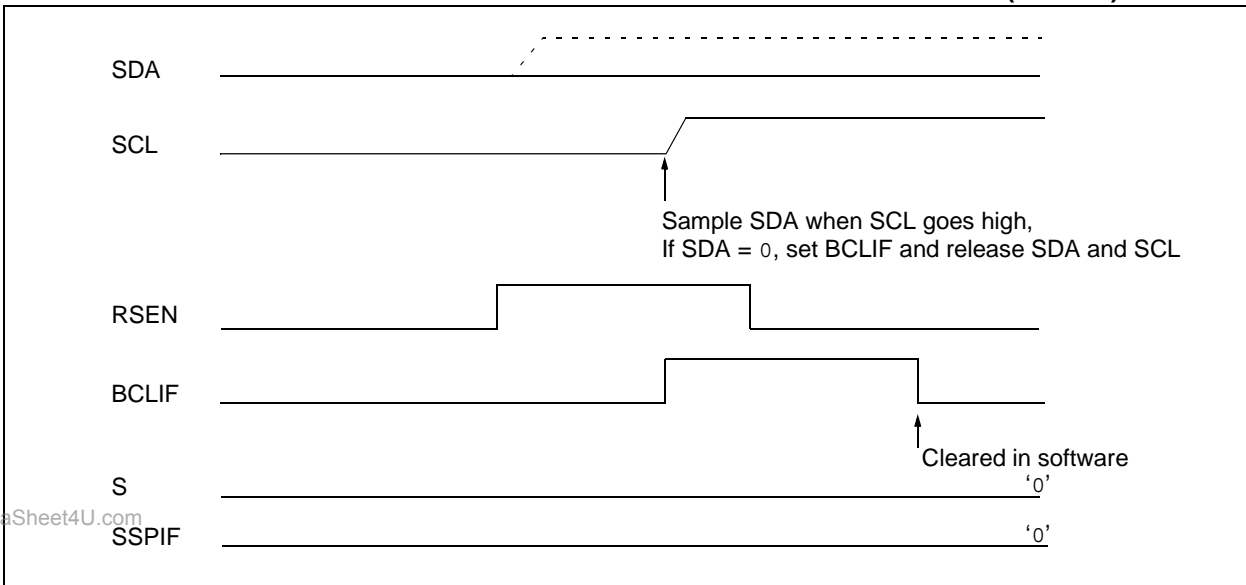 SDA
SCL
Sample SDA when SCL goes high,
If SDA = 0, set BCLIF and release SDA and SCL
RSEN
BCLIF
Cleared in software
S '0'
aSheet4U.com
SSPIF '0'